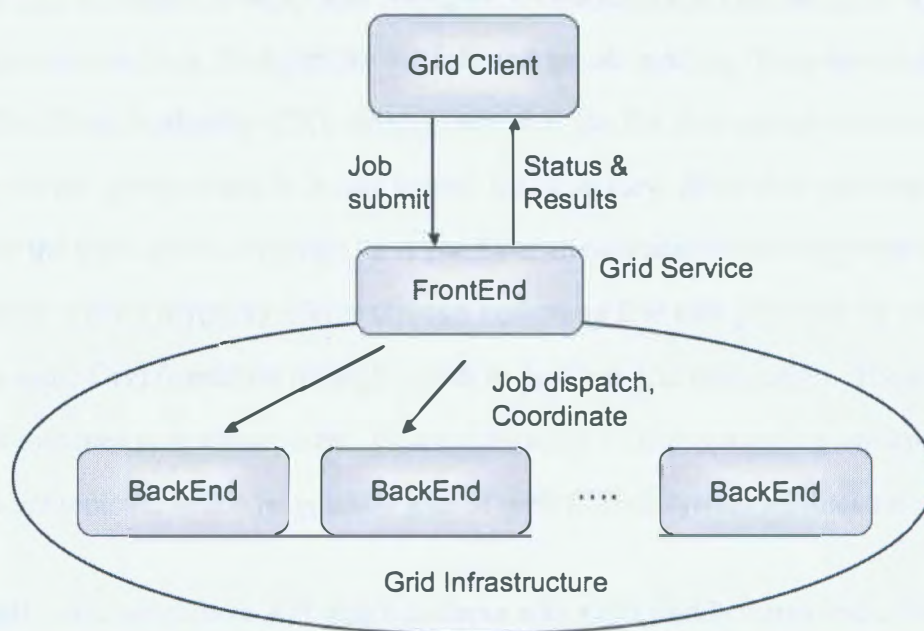 Grid Client
Job
submit
Status &
Results
FrontEnd
Grid Service
Job dispatch,
Coordinate
BackEnd
BackEnd
....
BackEnd
Grid Infrastructure